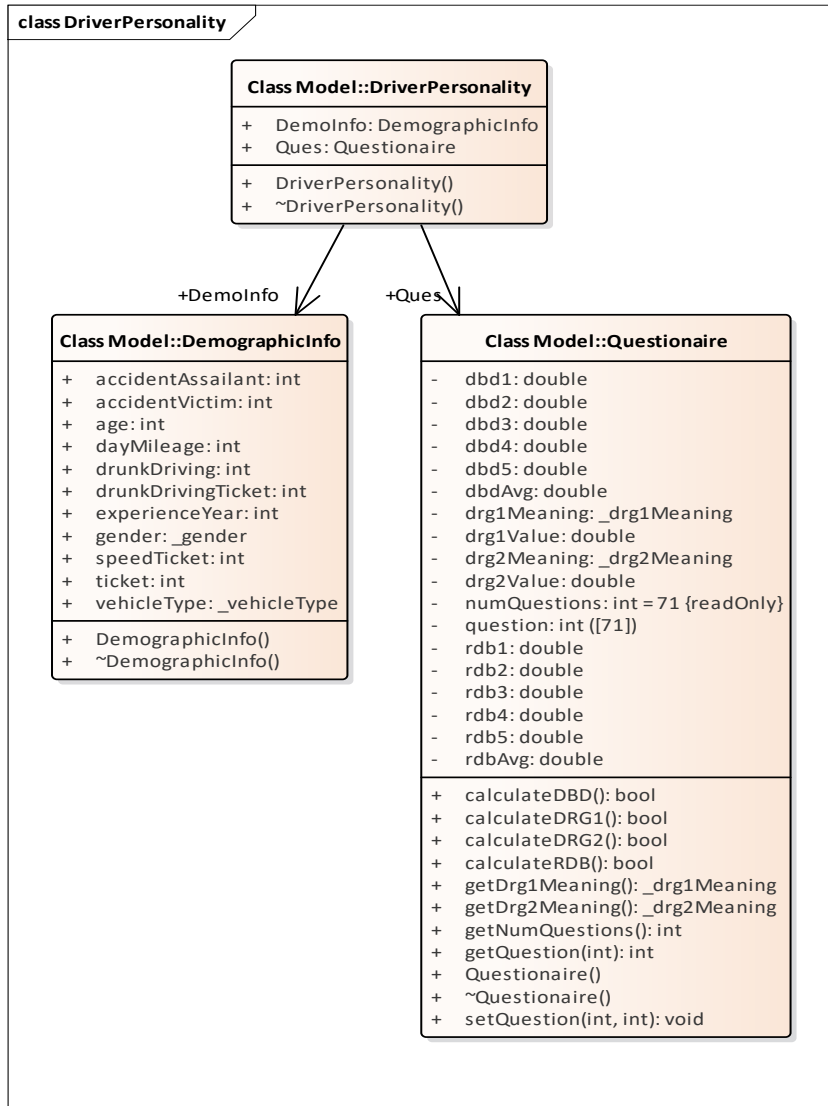 class DriverPersonality
Class Model::DriverPersonality
+ DemoInfo: DemographicInfo
+ Ques: Questionaire
+ DriverPersonality()
+ ~DriverPersonality()
+DemoInfo
+Ques
Class Model::DemographicInfo
+ accidentAssailant: int
+ accidentVictim: int
+ age: int
+ dayMileage: int
+ drunkDriving: int
+ drunkDrivingTicket: int
+ experienceYear: int
+ gender: _gender
+ speedTicket: int
+ ticket: int
+ vehicleType: _vehicleType
+ DemographicInfo()
+ ~DemographicInfo()
Class Model::Questionaire
- dbd1: double
- dbd2: double
- dbd3: double
- dbd4: double
- dbd5: double
- dbdAvg: double
- drg1Meaning: _drg1Meaning
- drg1Value: double
- drg2Meaning: _drg2Meaning
- drg2Value: double
- numQuestions: int = 71 {readOnly}
- question: int ([71])
- rdb1: double
- rdb2: double
- rdb3: double
- rdb4: double
- rdb5: double
- rdbAvg: double
+ calculateDBD(): bool
+ calculateDRG1(): bool
+ calculateDRG2(): bool
+ calculateRDB(): bool
+ getDrg1Meaning(): _drg1Meaning
+ getDrg2Meaning(): _drg2Meaning
+ getNumQuestions(): int
+ getQuestion(int): int
+ Questionaire()
+ ~Questionaire()
+ setQuestion(int, int): void